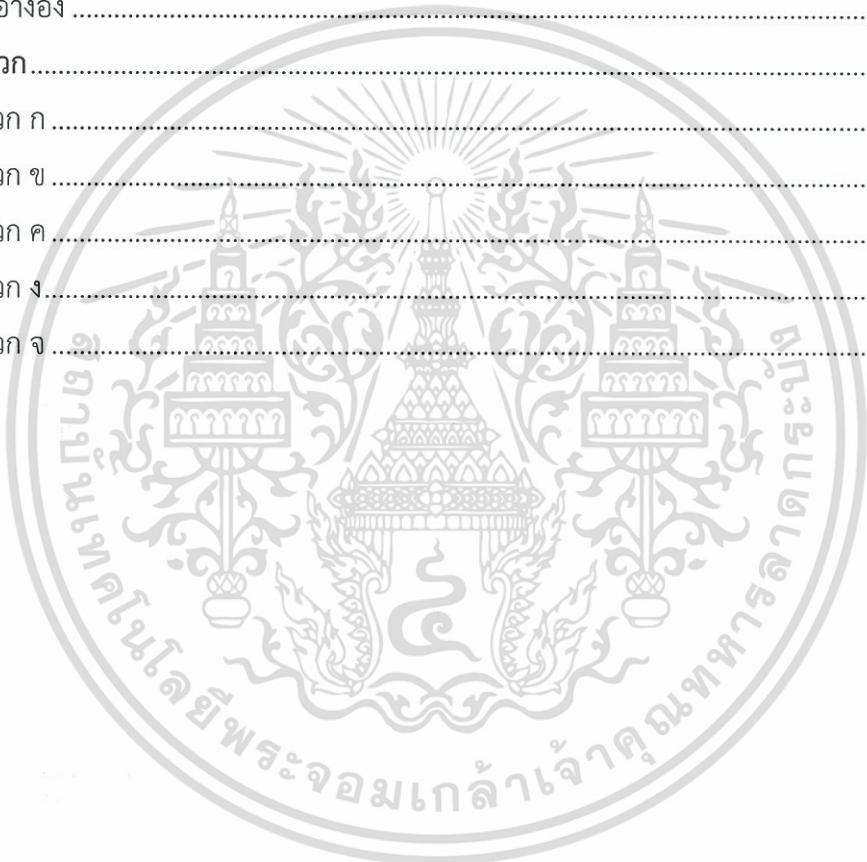 อ้างอิง
วก
วก ก
วก ข
วก ค
วก ง
วก จ
สถาบันเทคโนโลยีพระจอมเกล้าเจ้าคุณทหารลาดกระบัง
๔